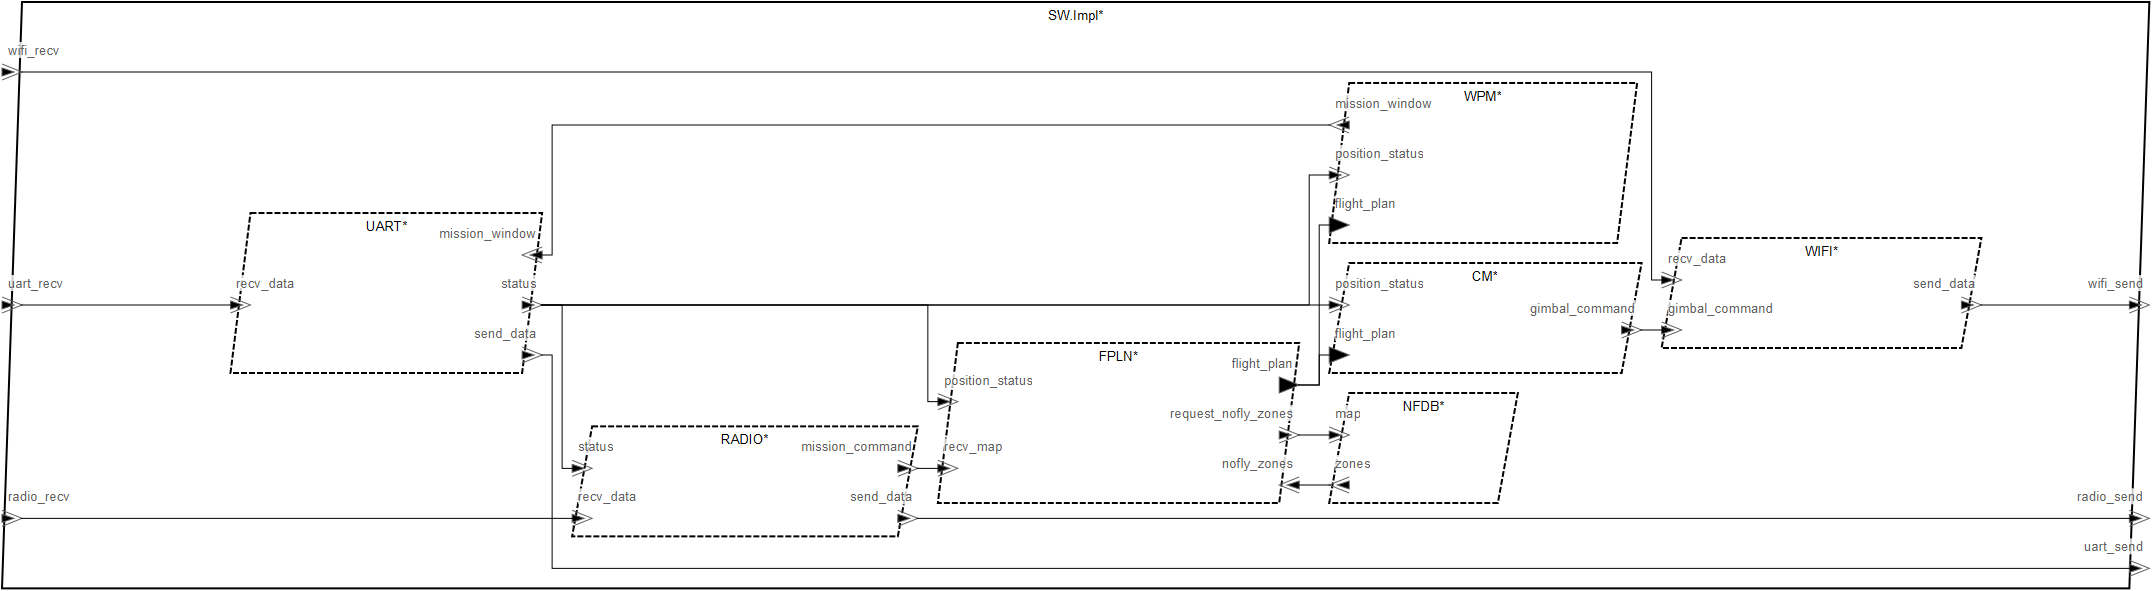 SW.Impl*
wifi_recv
WPM*
mission_window
position_status
flight_plan
UART*
mission_window
recv_data
status
send_data
uart_recv
CM*
position_status
gimbal_command
flight_plan
WIFI*
recv_data
gimbal_command
send_data
wifi_send
FPLN*
flight_plan
position_status
request_nofly_zones
recv_map
nofly_zones
NFDB*
map
zones
RADIO*
status
mission_command
recv_data
send_data
radio_recv
radio_send
uart_send